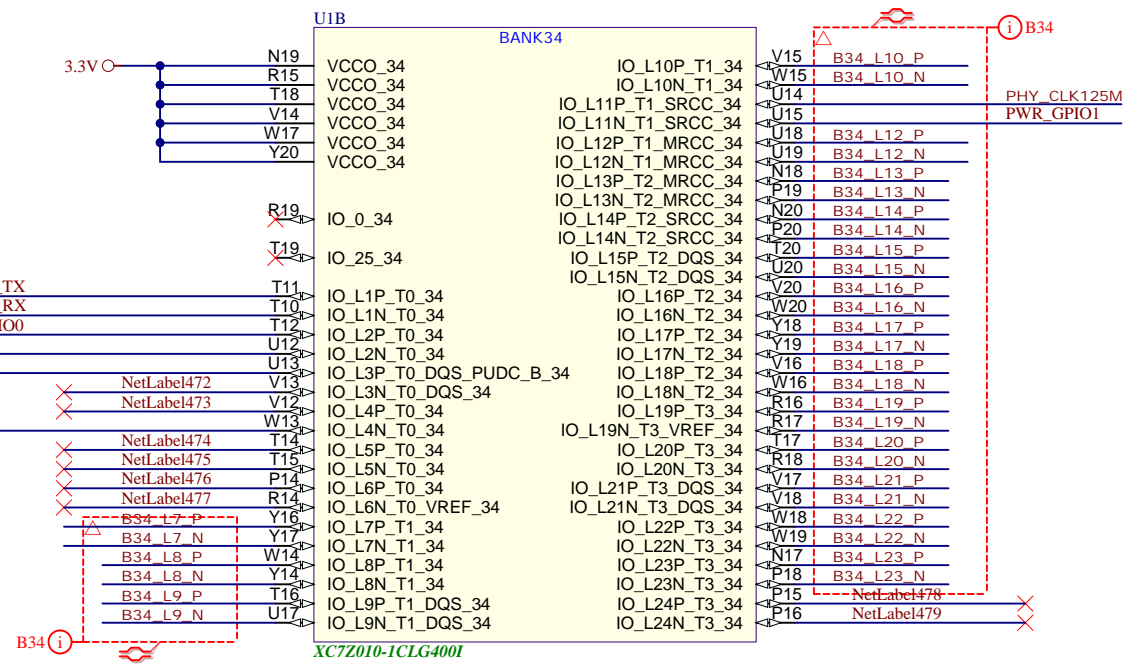 U1B
BANK34
3.3V
N19 VCCO_34
R15 VCCO_34
T18 VCCO_34
V14 VCCO_34
W17 VCCO_34
Y20 VCCO_34
R19 IO_0_34
T19 IO_25_34
_TX T11 IO_L1P_T0_34
_RX T10 IO_L1N_T0_34
IO0 T12 IO_L2P_T0_34
U12 IO_L2N_T0_34
U13 IO_L3P_T0_DQS_PUDC_B_34
NetLabel472 V13 IO_L3N_T0_DQS_34
NetLabel473 V12 IO_L4P_T0_34
W13 IO_L4N_T0_34
NetLabel474 T14 IO_L5P_T0_34
NetLabel475 T15 IO_L5N_T0_34
NetLabel476 P14 IO_L6P_T0_34
NetLabel477 R14 IO_L6N_T0_VREF_34
B34_L7_P Y16 IO_L7P_T1_34
B34_L7_N Y17 IO_L7N_T1_34
B34_L8_P W14 IO_L8P_T1_34
B34_L8_N Y14 IO_L8N_T1_34
B34_L9_P T16 IO_L9P_T1_DQS_34
B34_L9_N U17 IO_L9N_T1_DQS_34
B34 i
i B34
IO_L10P_T1_34 V15 B34_L10_P
IO_L10N_T1_34 W15 B34_L10_N
IO_L11P_T1_SRCC_34 U14 PHY_CLK125M
IO_L11N_T1_SRCC_34 U15 PWR_GPIO1
IO_L12P_T1_MRCC_34 U18 B34_L12_P
IO_L12N_T1_MRCC_34 U19 B34_L12_N
IO_L13P_T2_MRCC_34 N18 B34_L13_P
IO_L13N_T2_MRCC_34 P19 B34_L13_N
IO_L14P_T2_SRCC_34 N20 B34_L14_P
IO_L14N_T2_SRCC_34 P20 B34_L14_N
IO_L15P_T2_DQS_34 T20 B34_L15_P
IO_L15N_T2_DQS_34 U20 B34_L15_N
IO_L16P_T2_34 V20 B34_L16_P
IO_L16N_T2_34 W20 B34_L16_N
IO_L17P_T2_34 Y18 B34_L17_P
IO_L17N_T2_34 Y19 B34_L17_N
IO_L18P_T2_34 V16 B34_L18_P
IO_L18N_T2_34 W16 B34_L18_N
IO_L19P_T3_34 R16 B34_L19_P
IO_L19N_T3_VREF_34 R17 B34_L19_N
IO_L20P_T3_34 T17 B34_L20_P
IO_L20N_T3_34 R18 B34_L20_N
IO_L21P_T3_DQS_34 V17 B34_L21_P
IO_L21N_T3_DQS_34 V18 B34_L21_N
IO_L22P_T3_34 W18 B34_L22_P
IO_L22N_T3_34 W19 B34_L22_N
IO_L23P_T3_34 N17 B34_L23_P
IO_L23N_T3_34 P18 B34_L23_N
IO_L24P_T3_34 P15 NetLabel478
IO_L24N_T3_34 P16 NetLabel479
XC7Z010-1CLG400I